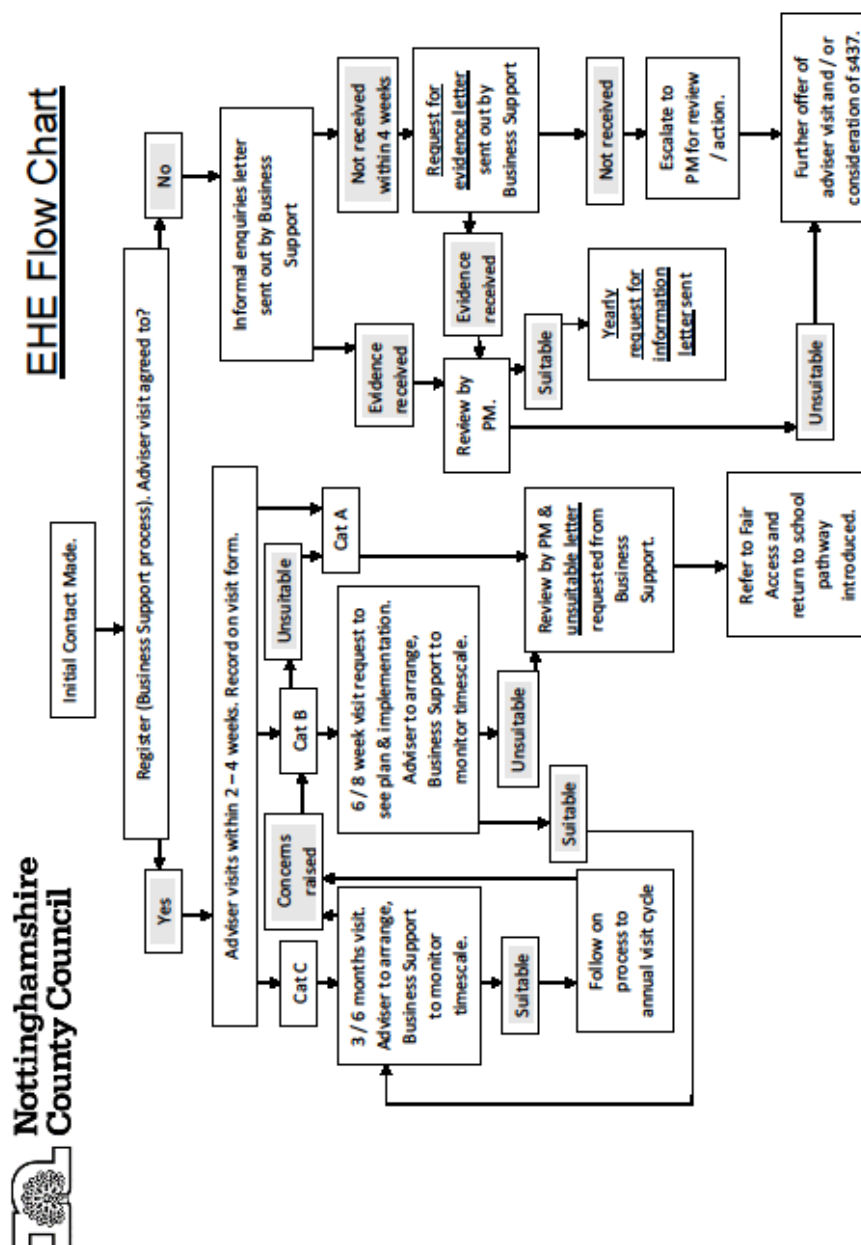 Nottinghamshire
County Council
EHE Flow Chart
Initial Contact Made.
Register (Business Support process). Adviser visit agreed to?
Yes
No
Adviser visits within 2 – 4 weeks. Record on visit form.
Cat C
Concerns
raised
Cat B
Unsuitable
Cat A
3 / 6 months visit.
Adviser to arrange,
Business Support
to monitor
timescale.
6 / 8 week visit request to
see plan & implementation.
Adviser to arrange,
Business Support to
monitor timescale.
Suitable
Follow on
process to
annual visit cycle
Suitable
Unsuitable
Review by PM &
unsuitable letter
requested from
Business
Support.
Refer to Fair
Access and
return to school
pathway
introduced.
Informal enquiries letter
sent out by Business
Support
Evidence
received
Not received
within 4 weeks
Review by
PM.
Evidence
received
Request for
evidence letter
sent out by
Business Support
Suitable
Yearly
request for
information
letter sent
Not received
Escalate to
PM for review
/ action.
Unsuitable
Further offer of
adviser visit and / or
consideration of s437.